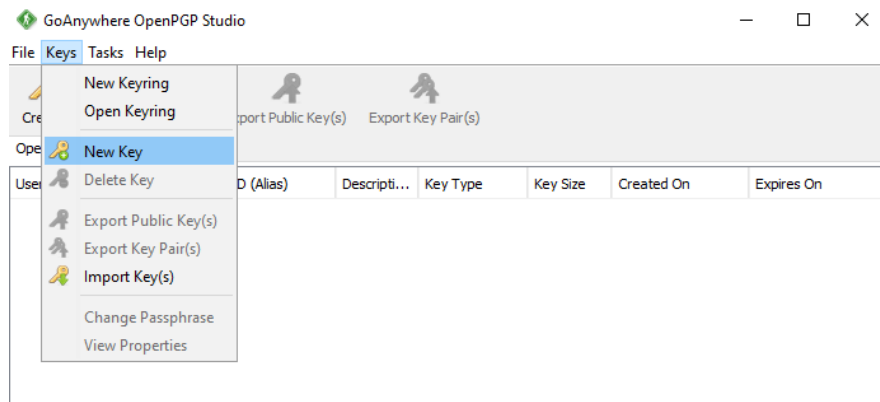 GoAnywhere OpenPGP Studio
File Keys Tasks Help
New Keyring
Open Keyring
New Key
Delete Key
Export Public Key(s)
Export Key Pair(s)
Import Key(s)
Change Passphrase
View Properties
Cre
port Public Key(s) Export Key Pair(s)
Ope
User D (Alias) Descripti... Key Type Key Size Created On Expires On